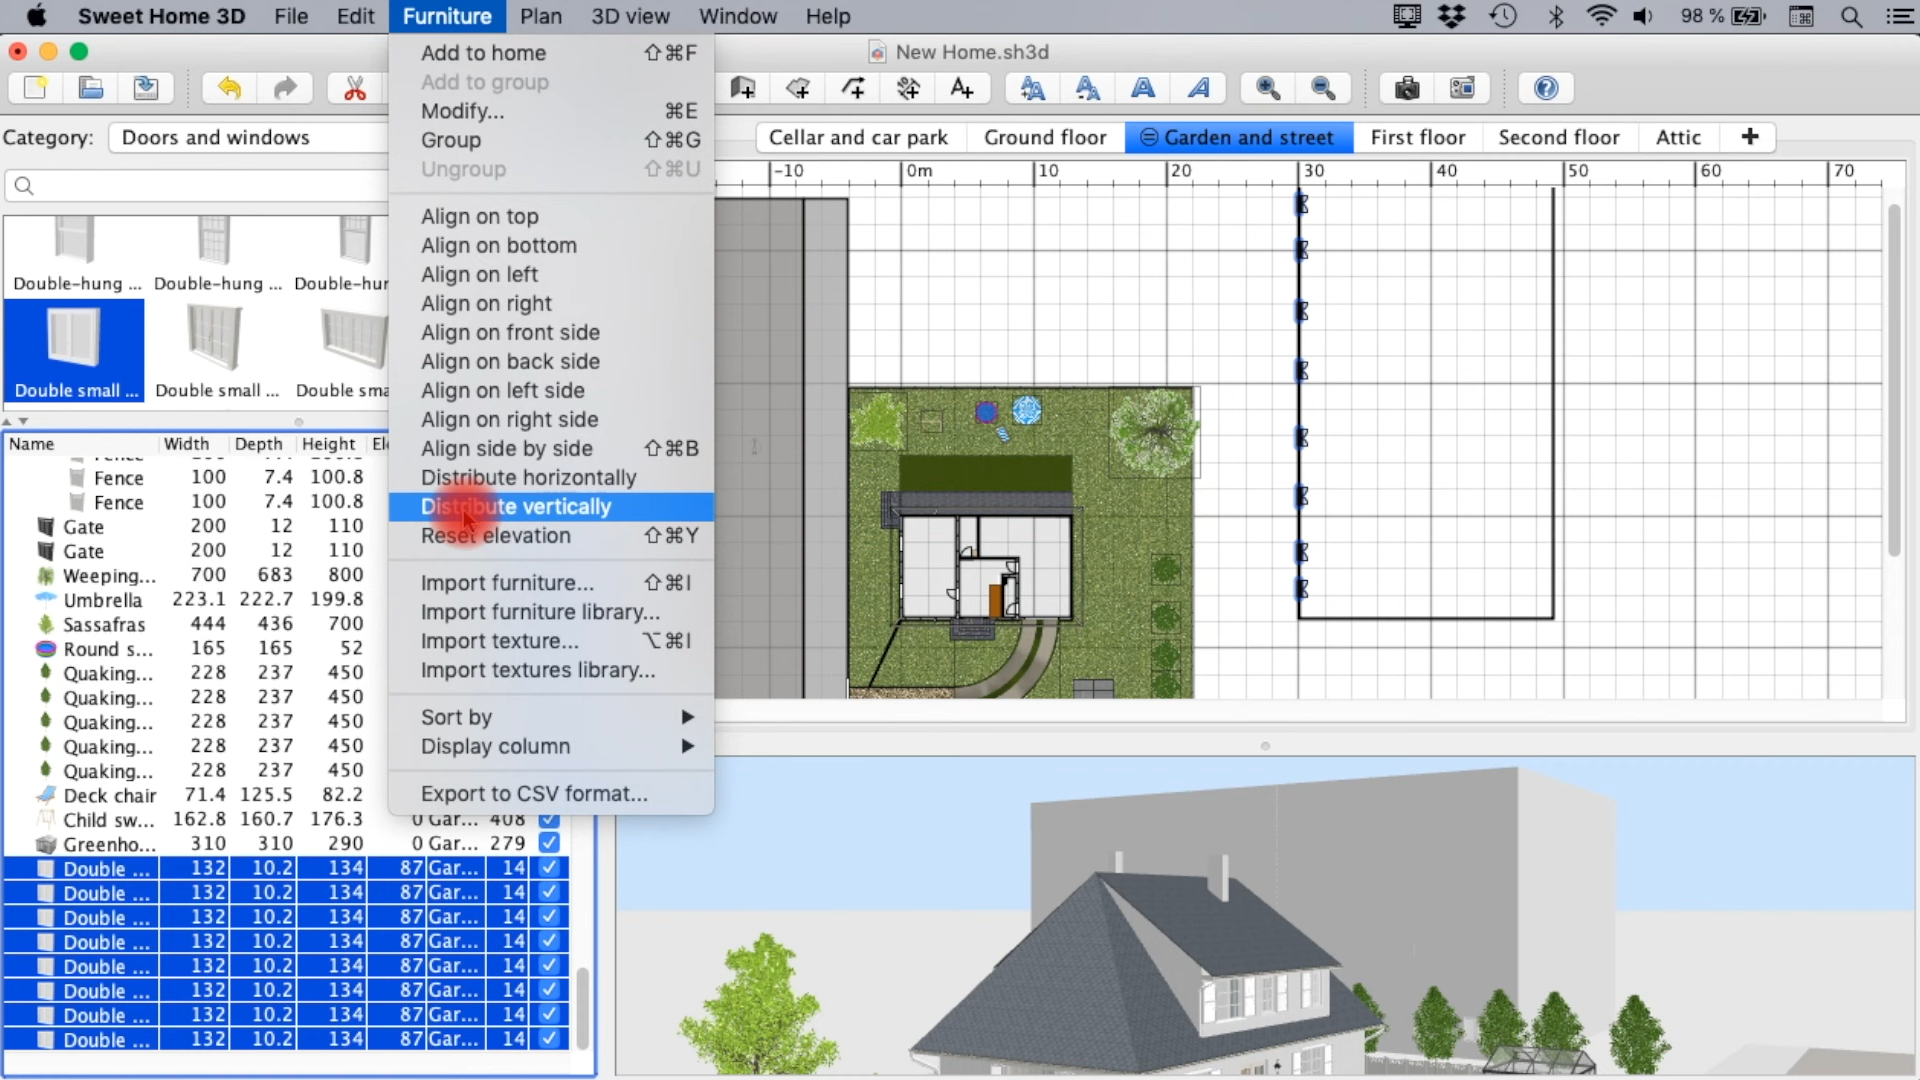 Sweet Home 3D File Edit Furniture Plan 3D view Window Help 98 %
New Home.sh3d
Category: Doors and windows
Cellar and car park Ground floor Garden and street First floor Second floor Attic +
-10 0m 10 20 30 40 50 60 70
Double-hung ... Double-hung ... Double-hur
Double small ... Double small ... Double sma
Add to home ⇧⌘F
Add to group
Modify... ⌘E
Group ⇧⌘G
Ungroup ⇧⌘U
Align on top
Align on bottom
Align on left
Align on right
Align on front side
Align on back side
Align on left side
Align on right side
Align side by side ⇧⌘B
Distribute horizontally
Distribute vertically
Reset elevation ⇧⌘Y
Import furniture... ⇧⌘I
Import furniture library...
Import texture... ⌥⌘I
Import textures library...
Sort by
Display column
Export to CSV format...
Name Width Depth Height El
Fence 100 7.4 100.8
Fence 100 7.4 100.8
Gate 200 12 110
Gate 200 12 110
Weeping... 700 683 800
Umbrella 223.1 222.7 199.8
Sassafras 444 436 700
Round s... 165 165 52
Quaking... 228 237 450
Quaking... 228 237 450
Quaking... 228 237 450
Quaking... 228 237 450
Quaking... 228 237 450
Deck chair 71.4 125.5 82.2
Child sw... 162.8 160.7 176.3 0 Gar... 408
Greenho... 310 310 290 0 Gar... 279
Double ... 132 10.2 134 87 Gar... 14
Double ... 132 10.2 134 87 Gar... 14
Double ... 132 10.2 134 87 Gar... 14
Double ... 132 10.2 134 87 Gar... 14
Double ... 132 10.2 134 87 Gar... 14
Double ... 132 10.2 134 87 Gar... 14
Double ... 132 10.2 134 87 Gar... 14
Double ... 132 10.2 134 87 Gar... 14